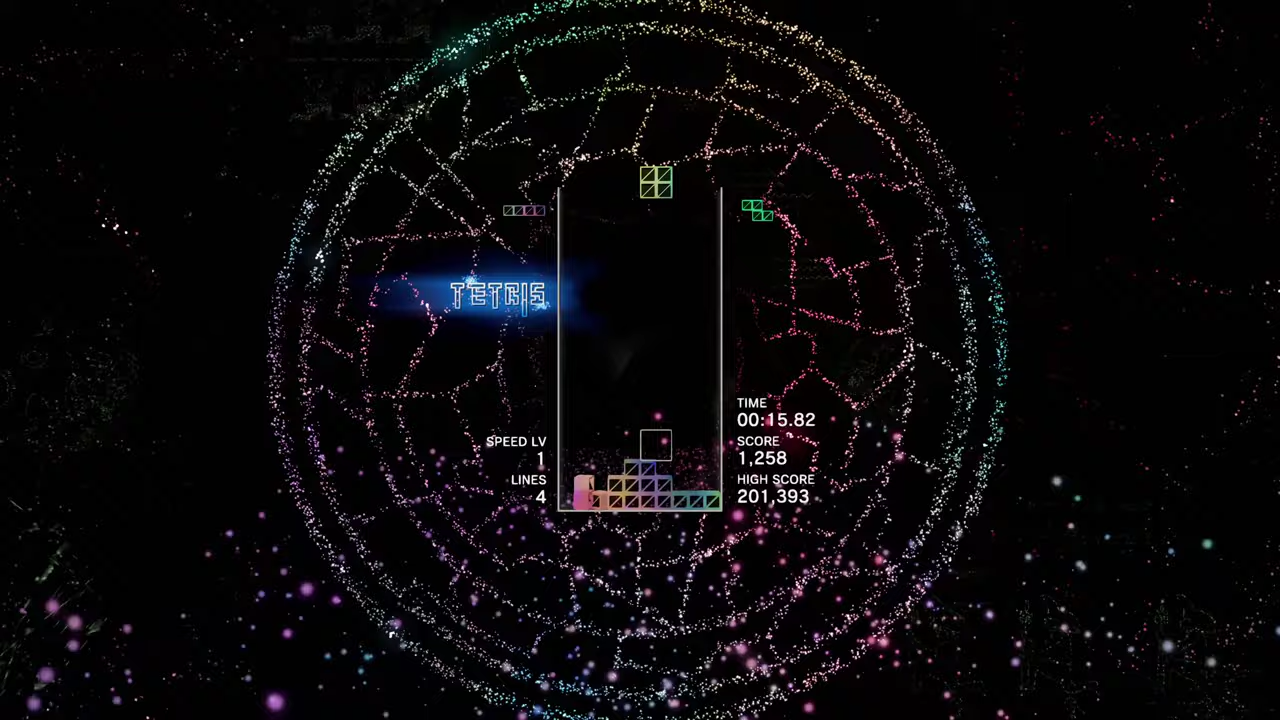 TETRIS
SPEED LV
1
LINES
4
TIME
00:15.82
SCORE
1,258
HIGH SCORE
201,393